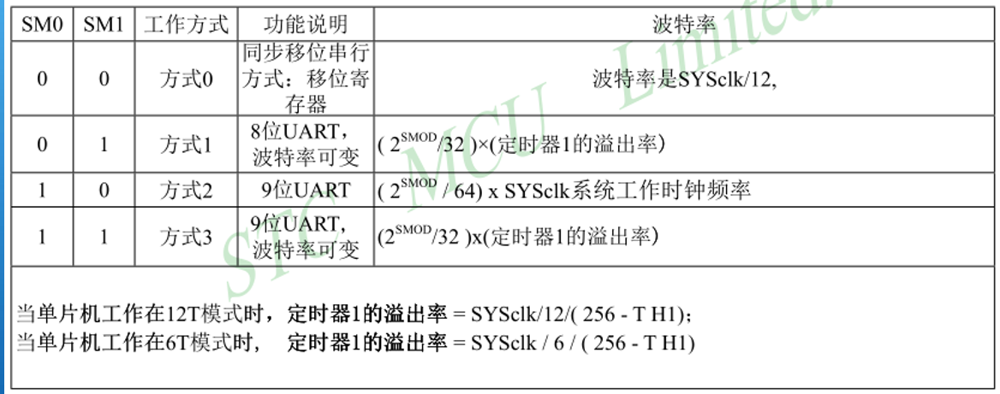 SM0 SM1 工作方式 功能说明 波特率
0 0 方式0 同步移位串行
方式：移位寄
存器 波特率是SYSclk/12,
0 1 方式1 8位UART，
波特率可变 ( 2^SMOD/32 )×(定时器1的溢出率）
1 0 方式2 9位UART ( 2^SMOD / 64) x SYSclk系统工作时钟频率
1 1 方式3 9位UART，
波特率可变 (2^SMOD/32 )x(定时器1的溢出率）
当单片机工作在12T模式时，定时器1的溢出率 = SYSclk/12/( 256 - T H1)；
当单片机工作在6T模式时， 定时器1的溢出率 = SYSclk / 6 / ( 256 - T H1)
STC MCU Limited.